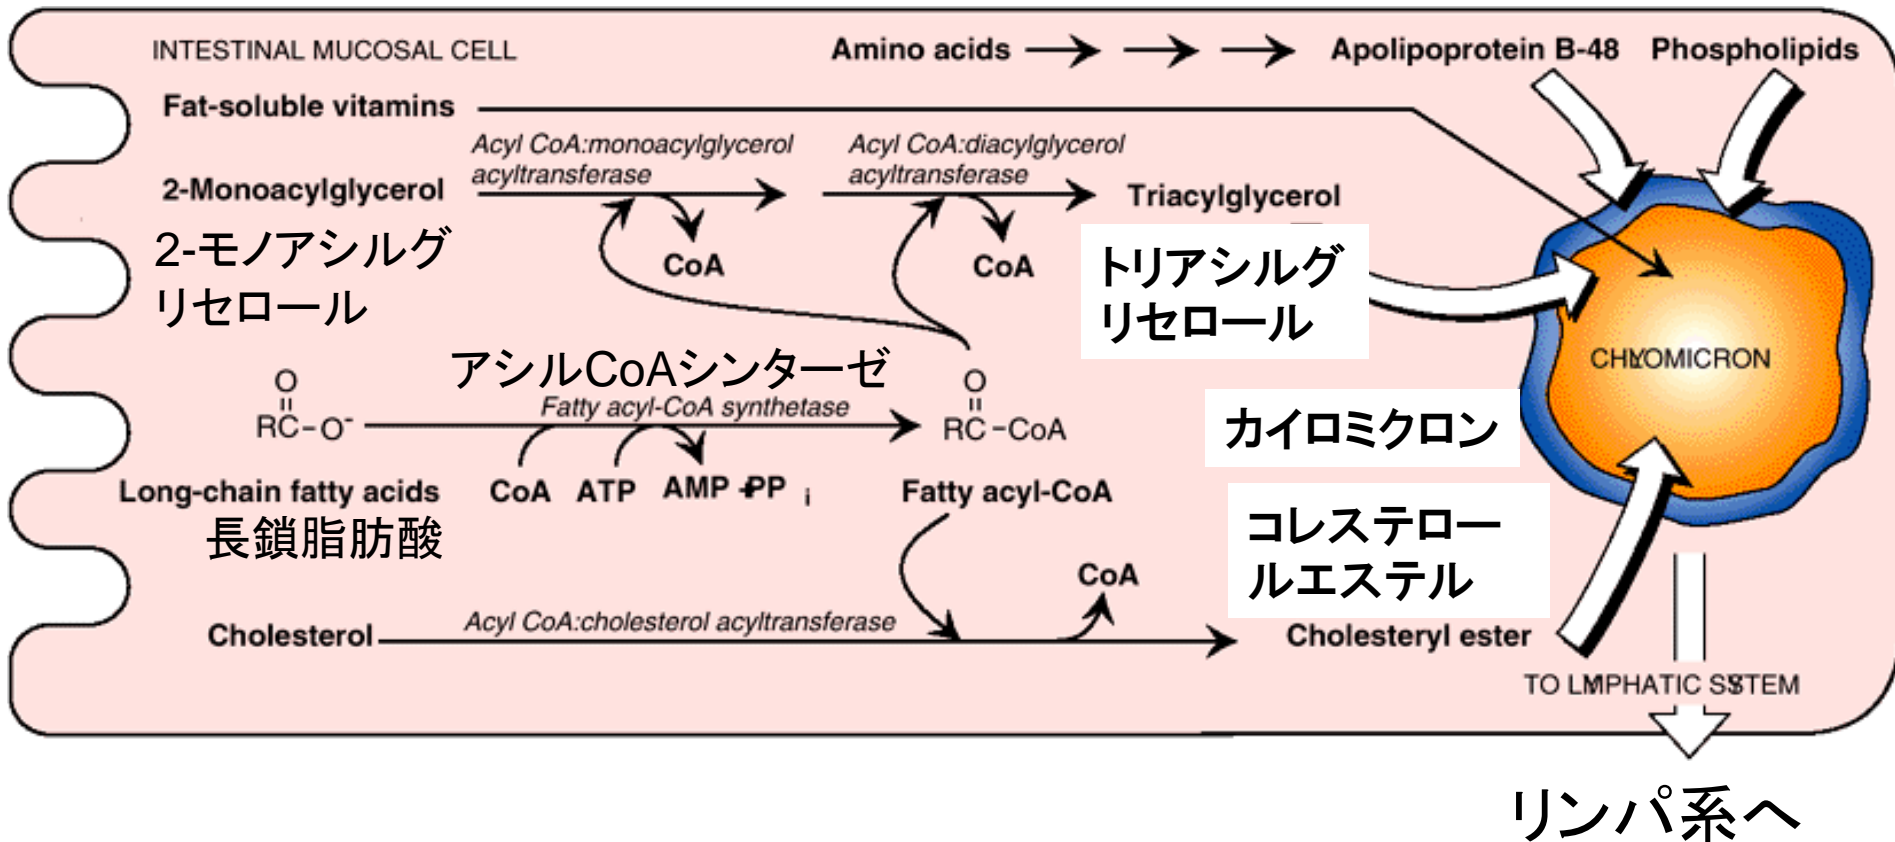 INTESTINAL MUCOSAL CELL
Amino acids
Apolipoprotein B-48
Phospholipids
Fat-soluble vitamins
Acyl CoA:monoacylglycerol
acyltransferase
Acyl CoA:diacylglycerol
acyltransferase
2-Monoacylglycerol
Triacylglycerol
2-モノアシルグ
リセロール
CoA
CoA
トリアシルグ
リセロール
CHYLOMICRON
アシルCoAシンターゼ
Fatty acyl-CoA synthetase
O
RC-O-
O
RC-CoA
カイロミクロン
Long-chain fatty acids
長鎖脂肪酸
CoA
ATP
AMP + PPi
Fatty acyl-CoA
コレステロー
ルエステル
CoA
Cholesterol
Acyl CoA:cholesterol acyltransferase
Cholesteryl ester
TO LYMPHATIC SYSTEM
リンパ系へ